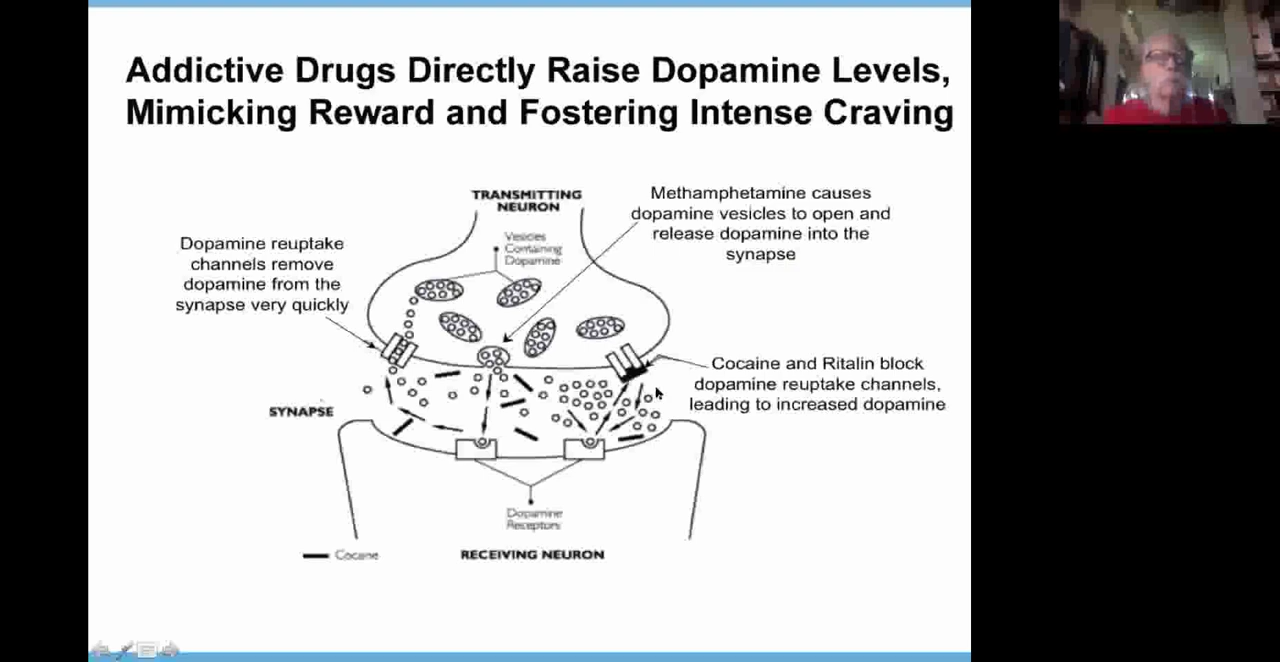 Addictive Drugs Directly Raise Dopamine Levels,
Mimicking Reward and Fostering Intense Craving
TRANSMITTING
NEURON
Methamphetamine causes
dopamine vesicles to open and
release dopamine into the
synapse
Vesicles
Containing
Dopamine
Dopamine reuptake
channels remove
dopamine from the
synapse very quickly
Cocaine and Ritalin block
dopamine reuptake channels,
leading to increased dopamine
SYNAPSE
Dopamine
Receptors
Cocaine
RECEIVING NEURON